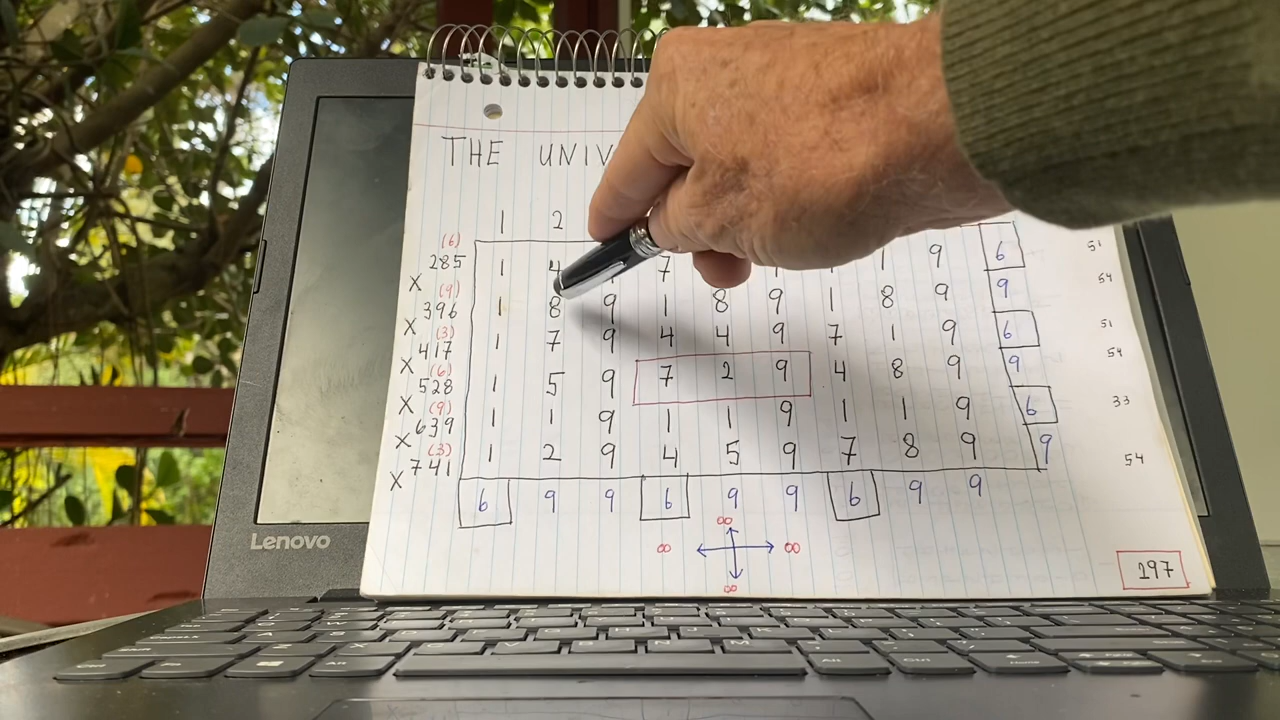 THE UNIV
1 2
(6)
285 1 4 7 1 9 6 51
X (9)
396 1 8 9 1 8 9 1 8 9 9 54
X (3)
417 1 7 9 4 4 9 7 1 9 6 51
X (6)
528 1 5 9 7 2 9 4 8 9 9 54
X (9)
639 1 1 9 1 1 9 1 1 9 6 33
X (3)
741 1 2 9 4 5 9 7 8 9 9 54
X
6 9 9 6 9 9 6 9 9
∞
∞ ∞
∞
297
Lenovo